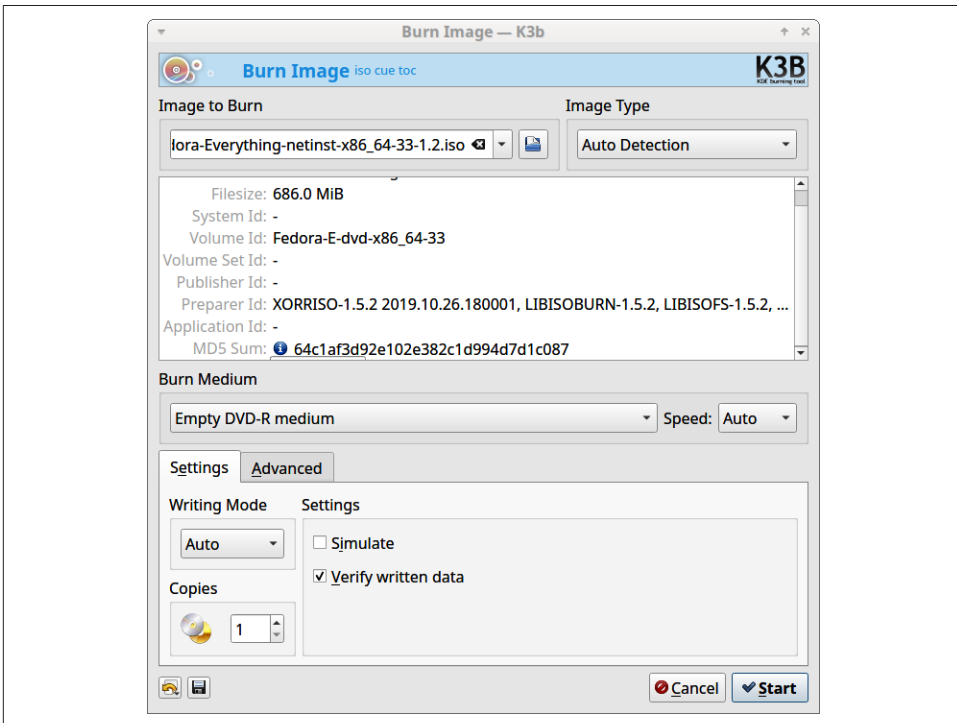 Burn Image — K3b
Burn Image iso cue toc
K3B
KDE burning tool
Image to Burn
Image Type
dora-Everything-netinst-x86_64-33-1.2.iso
Auto Detection
Filesize: 686.0 MiB
System Id: -
Volume Id: Fedora-E-dvd-x86_64-33
Volume Set Id: -
Publisher Id: -
Preparer Id: XORRISO-1.5.2 2019.10.26.180001, LIBISOBURN-1.5.2, LIBISOFS-1.5.2, ...
Application Id: -
MD5 Sum: 64c1af3d92e102e382c1d994d7d1c087
Burn Medium
Empty DVD-R medium
Speed: Auto
Settings
Advanced
Writing Mode
Settings
Auto
Simulate
Verify written data
Copies
1
Cancel
Start